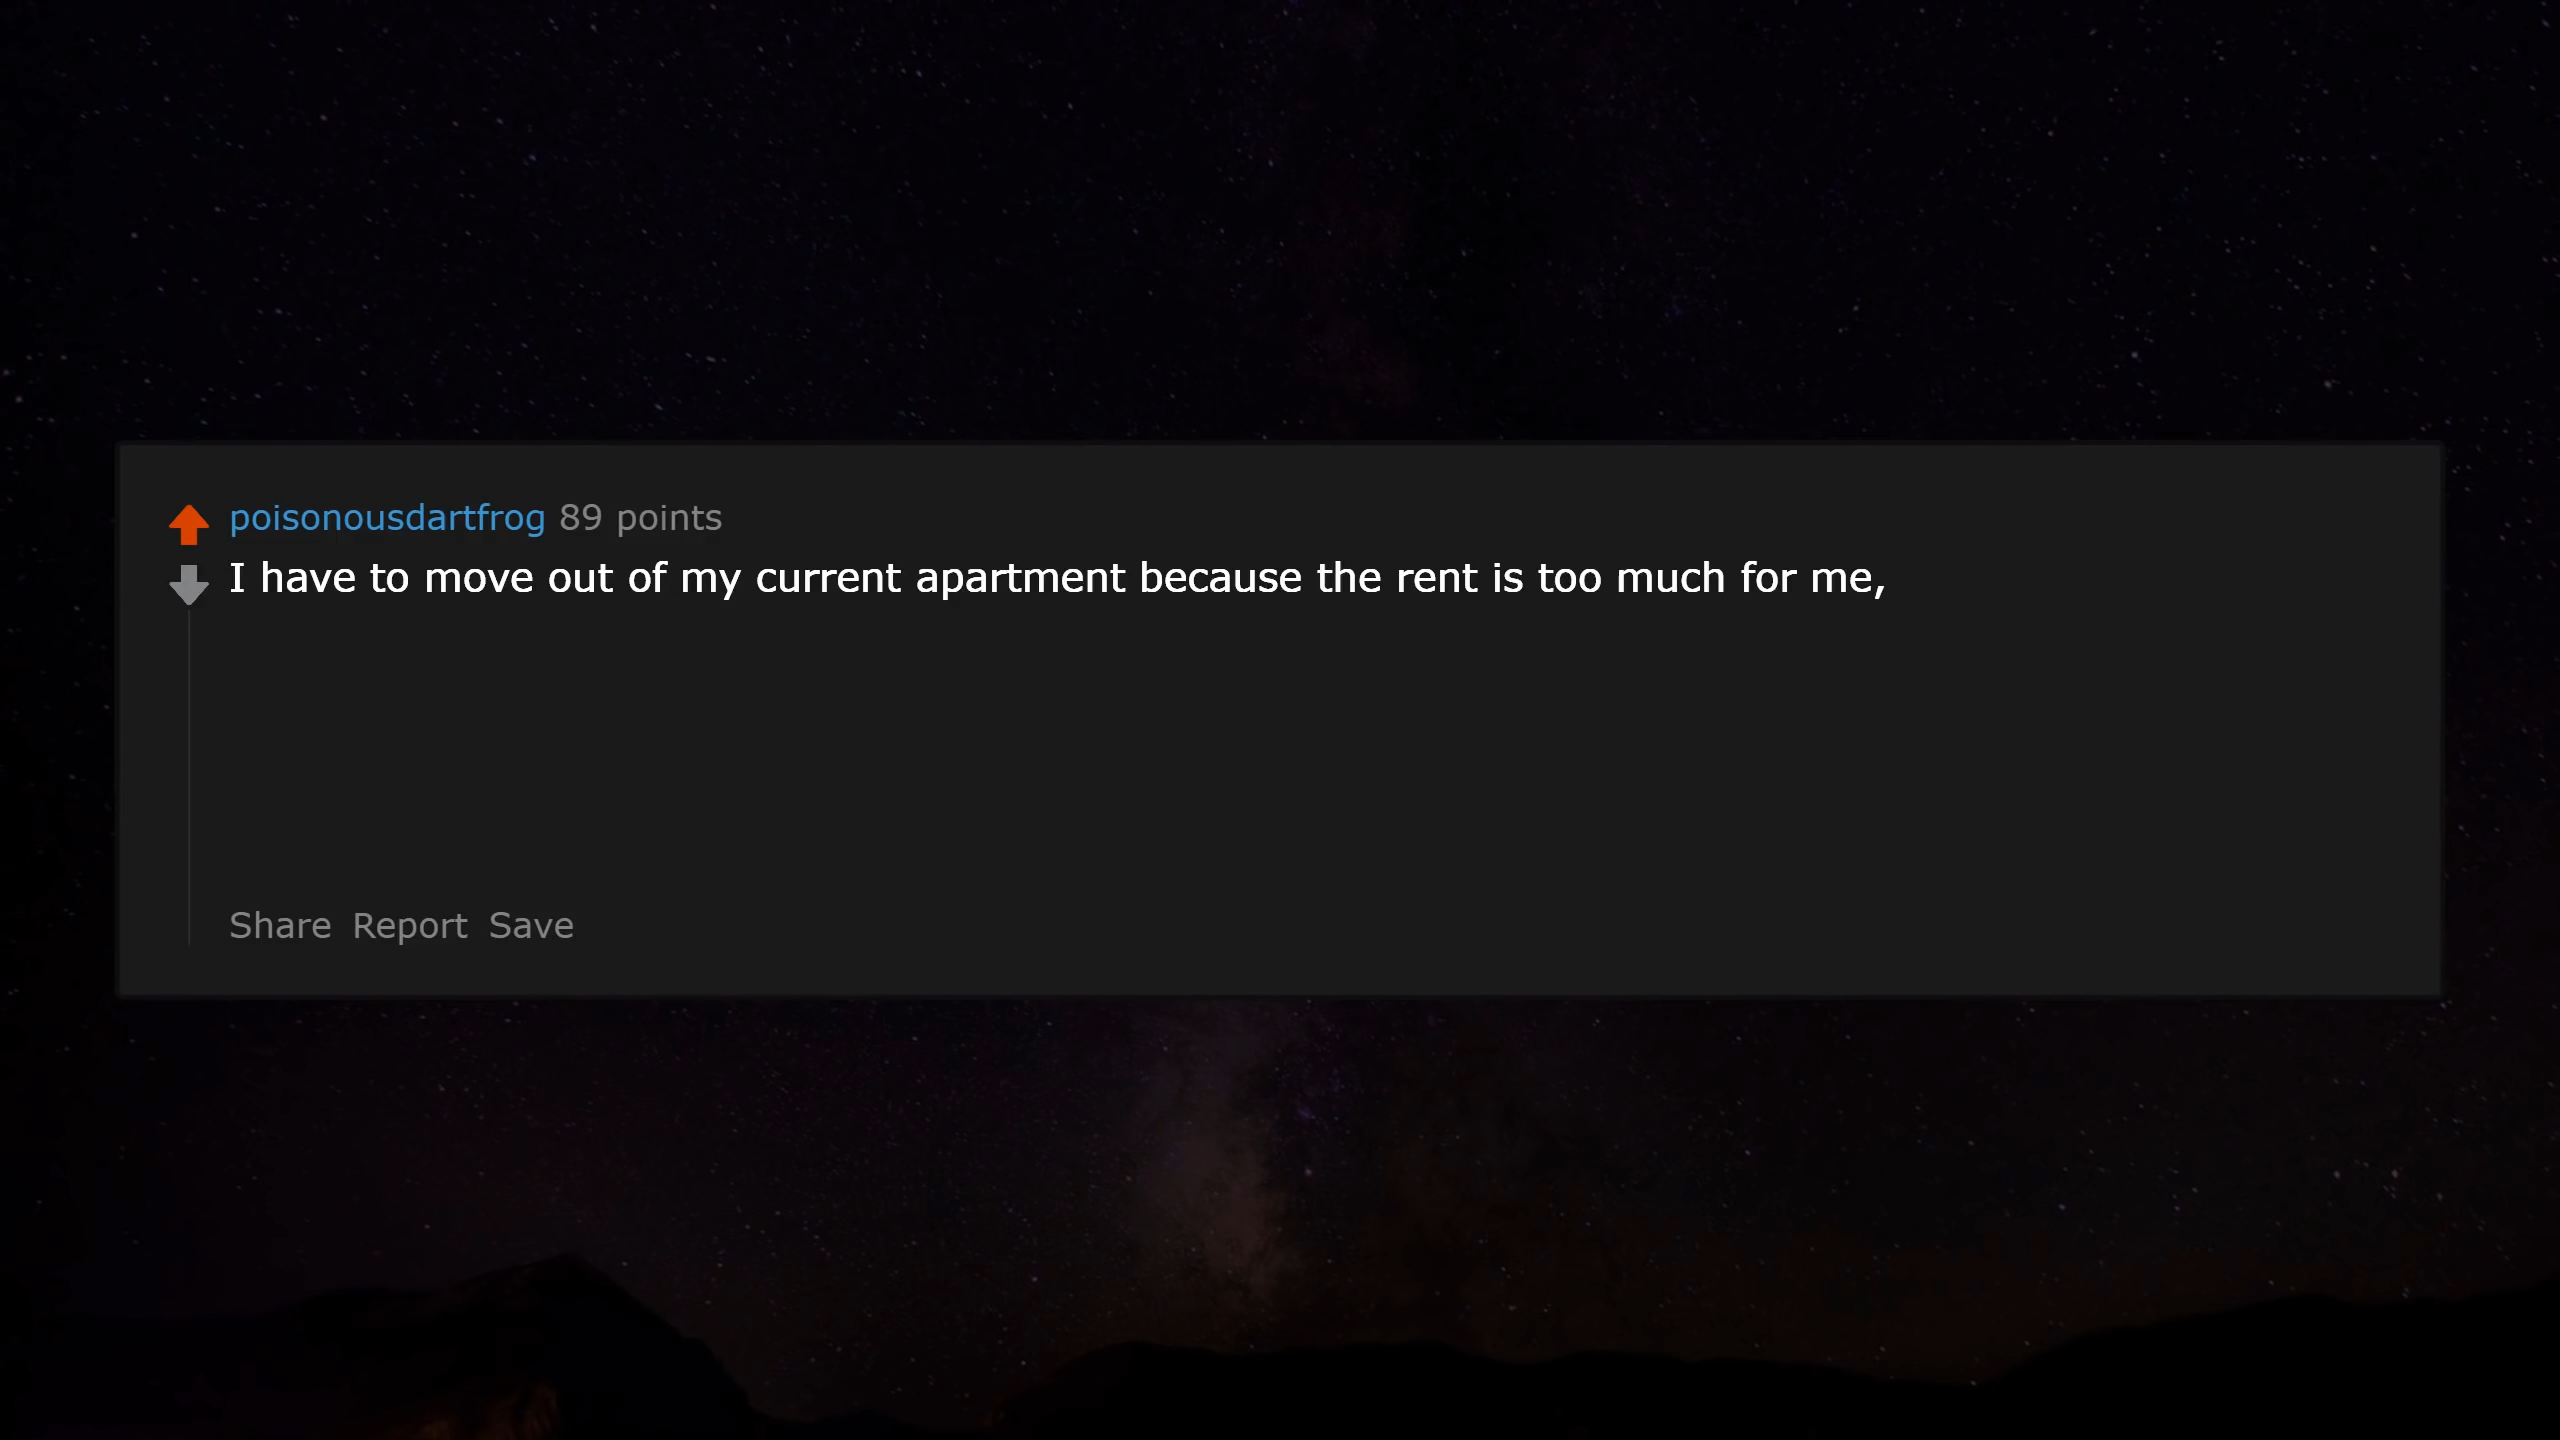 poisonousdartfrog 89 points
I have to move out of my current apartment because the rent is too much for me,
Share Report Save